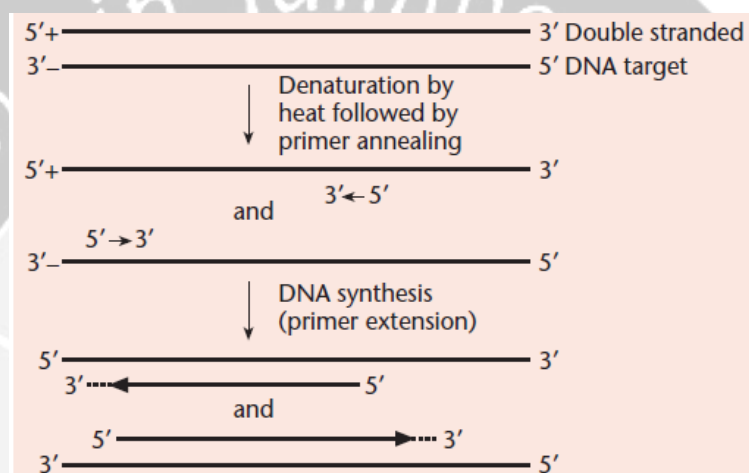 5′+ 3′ Double stranded
3′– 5′ DNA target
Denaturation by
heat followed by
primer annealing
5′+ 3′
3′ 5′
and
5′ 3′
3′– 5′
DNA synthesis
(primer extension)
5′ 3′
3′ 5′
and
5′ 3′
3′ 5′